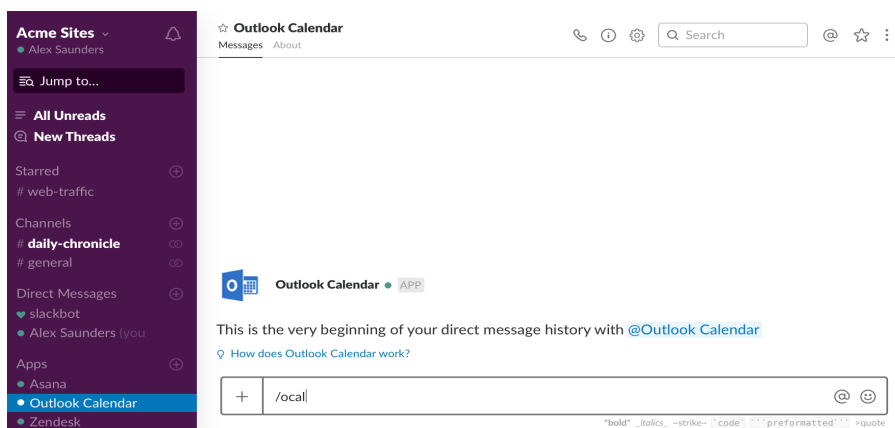 Acme Sites
Alex Saunders
Jump to...
All Unreads
New Threads
Starred
# web-traffic
Channels
# daily-chronicle
# general
Direct Messages
slackbot
Alex Saunders (you
Apps
Asana
Outlook Calendar
Zendesk
Outlook Calendar
Messages About
Search
@
O
Outlook Calendar APP
This is the very beginning of your direct message history with @Outlook Calendar
How does Outlook Calendar work?
+ /ocal @
*bold* _italics_ ~strike~ `code` ```preformatted``` >quote